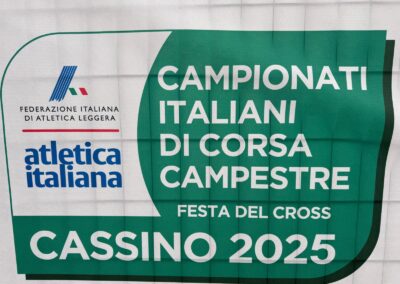 FEDERAZIONE ITALIANA
DI ATLETICA LEGGERA
atletica
italiana
CAMPIONATI
ITALIANI
DI CORSA
CAMPESTRE
FESTA DEL CROSS
CASSINO 2025